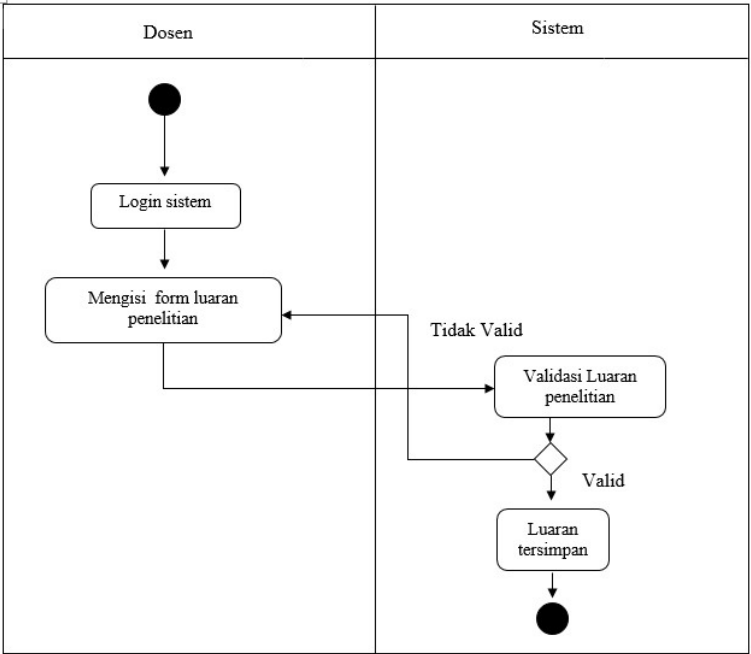 Dosen
Sistem
Login sistem
Mengisi form luaran
penelitian
Tidak Valid
Validasi Luaran
penelitian
Valid
Luaran
tersimpan